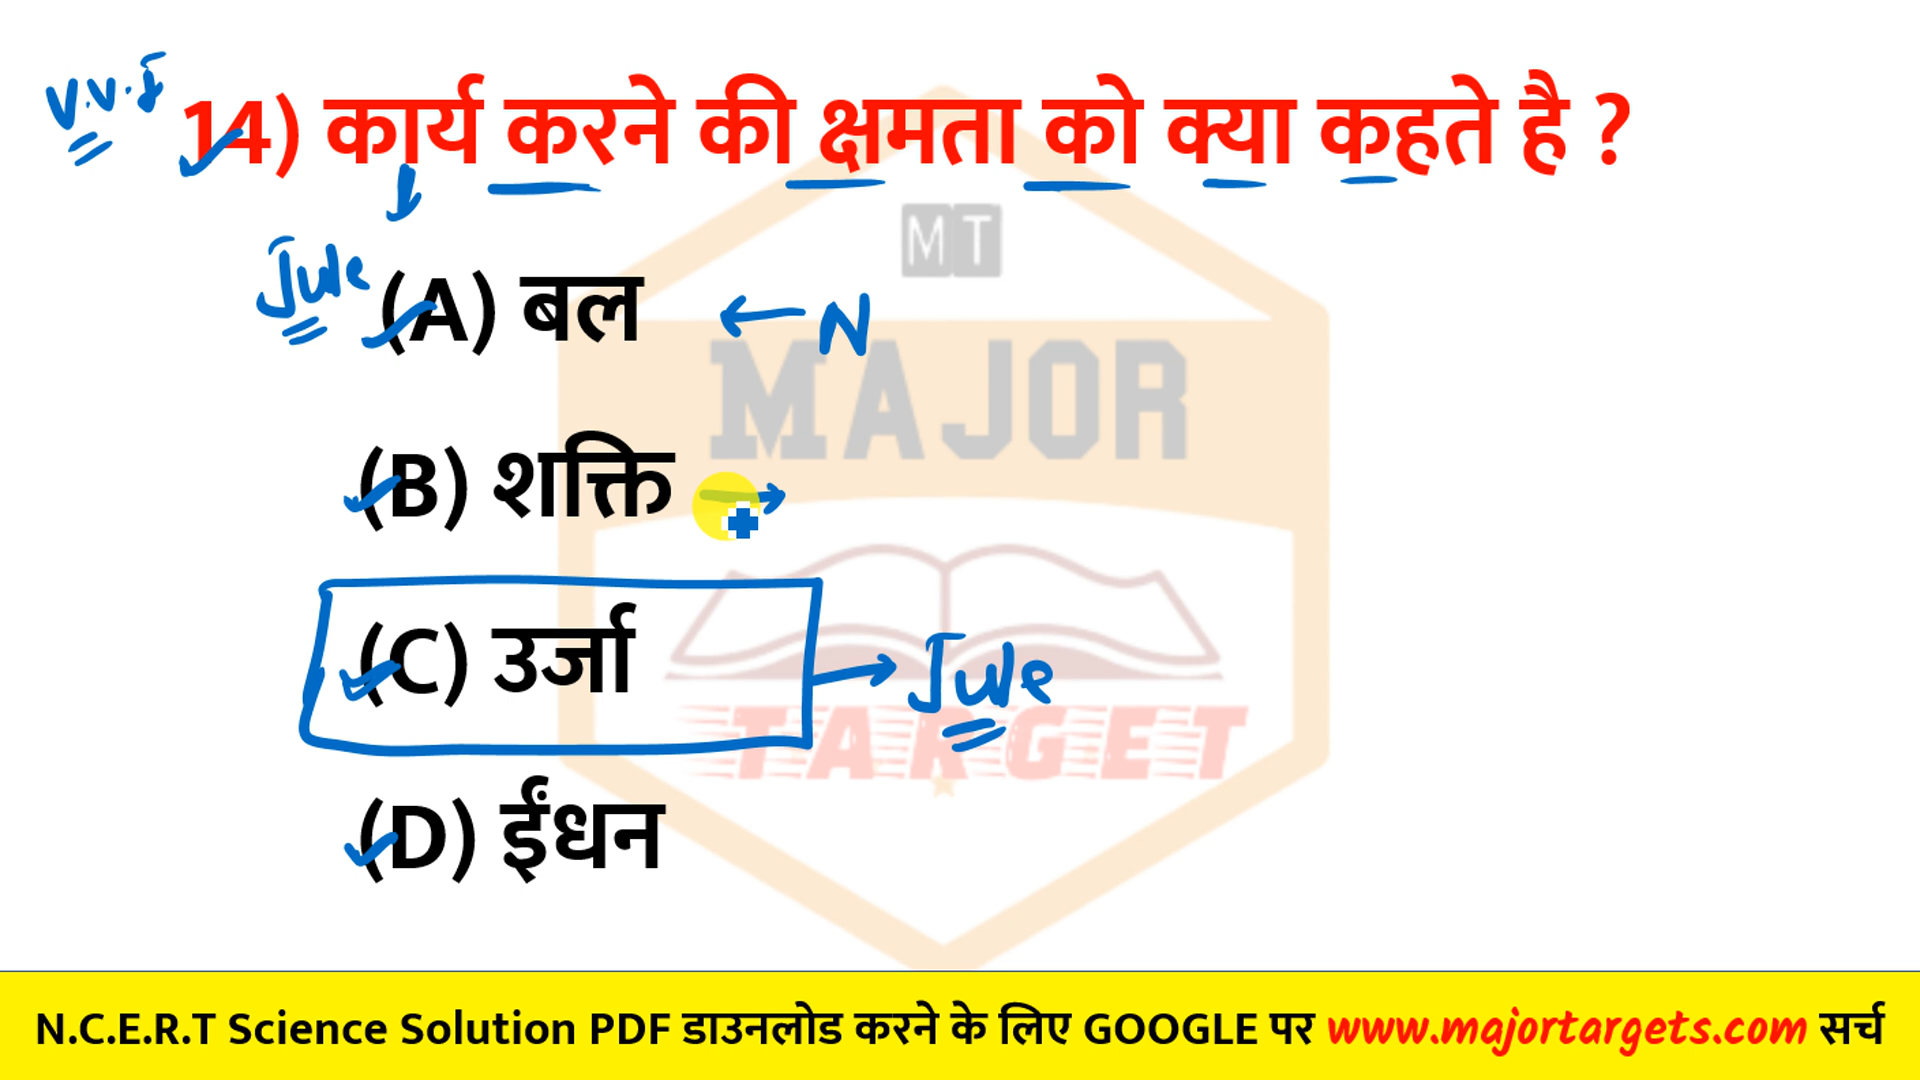 V.V.I
14) कार्य करने की क्षमता को क्या कहते है ?
MT
Jule (A) बल ← N
MAJOR
(B) शक्ति →
(C) उर्जा → Jule
TARGET
(D) ईंधन
N.C.E.R.T Science Solution PDF डाउनलोड करने के लिए GOOGLE पर www.majortargets.com सर्च